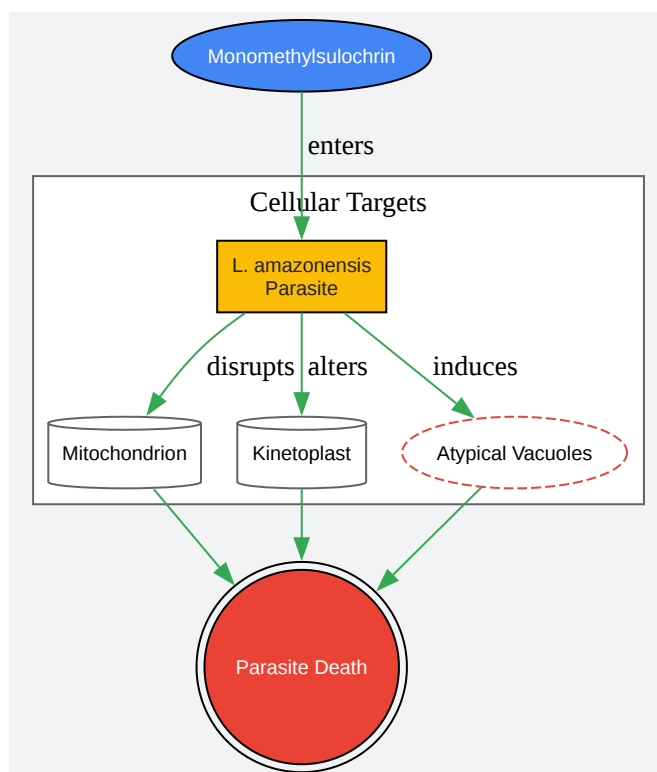 Monomethylsulochrin
enters
Cellular Targets
L. amazonensis
Parasite
disrupts
alters
induces
Mitochondrion
Kinetoplast
Atypical Vacuoles
Parasite Death